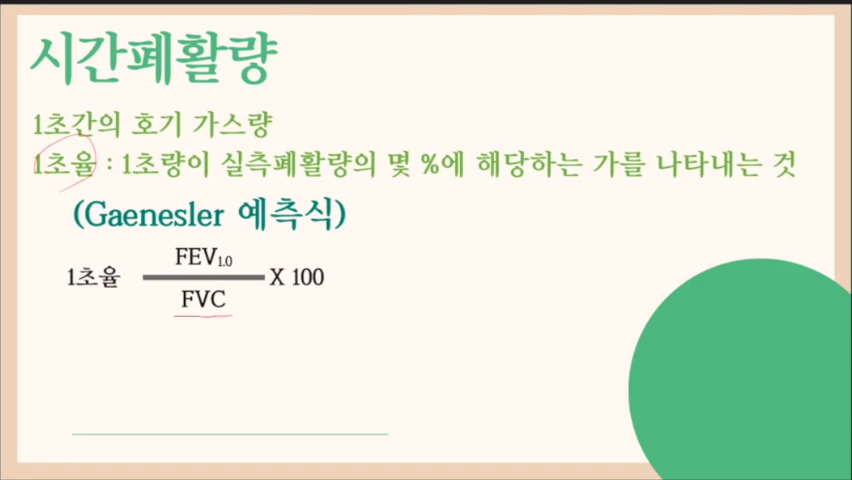 시간폐활량
1초간의 호기 가스량
1초율 : 1초량이 실측폐활량의 몇 %에 해당하는 가를 나타내는 것
(Gaenesler 예측식)
FEV1.0
1초율 X 100
FVC